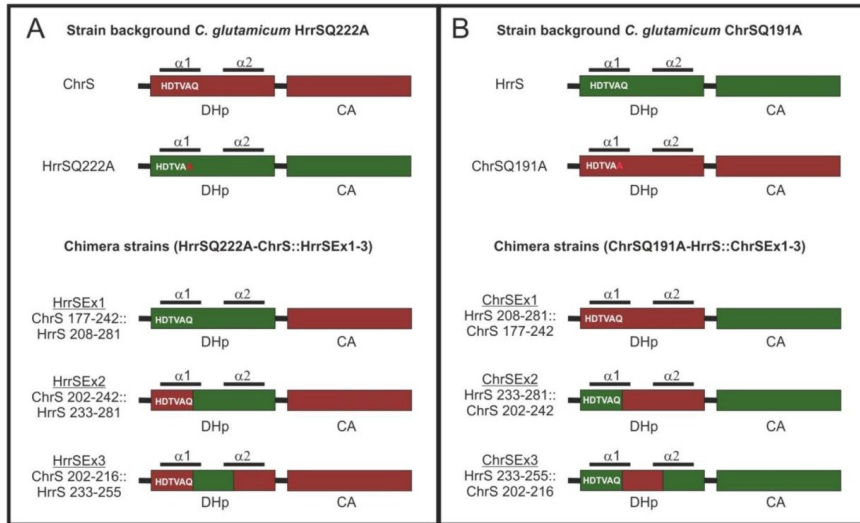 A
Strain background C. glutamicum HrrSQ222A
α1 α2
ChrS
HDTVAQ
DHp CA
α1 α2
HrrSQ222A
HDTVAA
DHp CA
Chimera strains (HrrSQ222A-ChrS::HrrSEx1-3)
α1 α2
HrrSEx1
ChrS 177-242::
HrrS 208-281
HDTVAQ
DHp CA
α1 α2
HrrSEx2
ChrS 202-242::
HrrS 233-281
HDTVAQ
DHp CA
α1 α2
HrrSEx3
ChrS 202-216::
HrrS 233-255
HDTVAQ
DHp CA
B
Strain background C. glutamicum ChrSQ191A
α1 α2
HrrS
HDTVAQ
DHp CA
α1 α2
ChrSQ191A
HDTVAA
DHp CA
Chimera strains (ChrSQ191A-HrrS::ChrSEx1-3)
α1 α2
ChrSEx1
HrrS 208-281::
ChrS 177-242
HDTVAQ
DHp CA
α1 α2
ChrSEx2
HrrS 233-281::
ChrS 202-242
HDTVAQ
DHp CA
α1 α2
ChrSEx3
HrrS 233-255::
ChrS 202-216
HDTVAQ
DHp CA